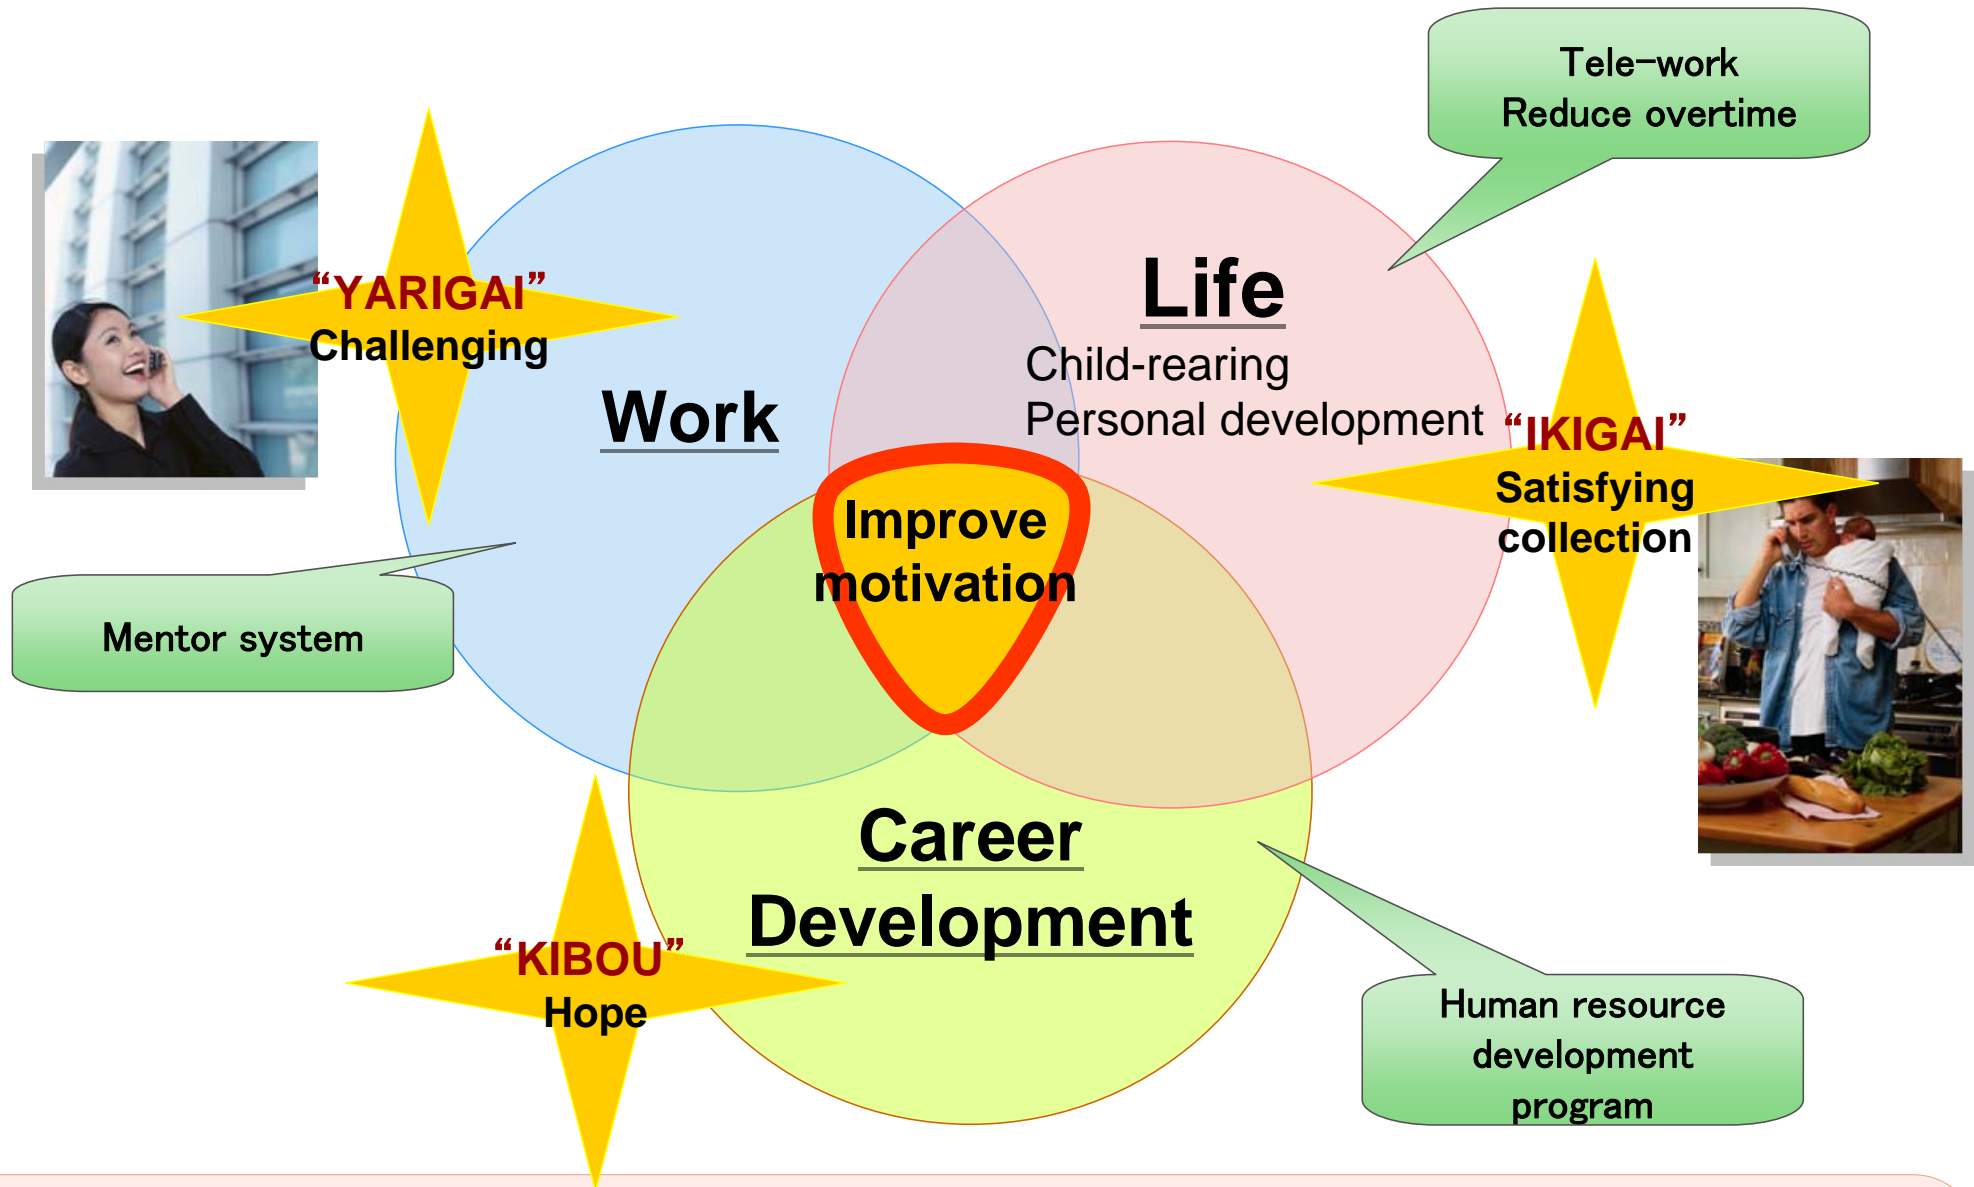 Tele-work
Reduce overtime
“YARIGAI”
Challenging
Life
Child-rearing
Personal development
Work
“IKIGAI”
Satisfying
collection
Improve
motivation
Mentor system
Career
Development
“KIBOU”
Hope
Human resource
development
program